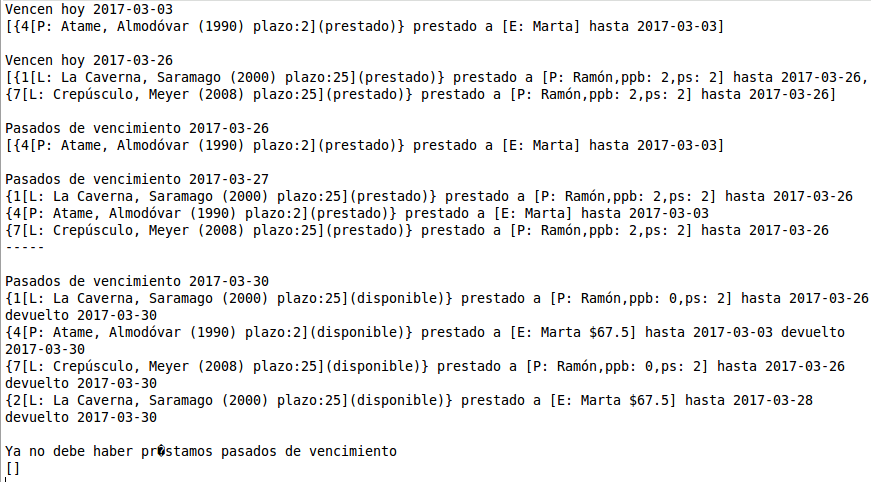 Vencen hoy 2017-03-03
[{4[P: Atame, Almodóvar (1990) plazo:2](prestado)} prestado a [E: Marta] hasta 2017-03-03]
Vencen hoy 2017-03-26
[{1[L: La Caverna, Saramago (2000) plazo:25](prestado)} prestado a [P: Ramón,ppb: 2,ps: 2] hasta 2017-03-26,
{7[L: Crepúsculo, Meyer (2008) plazo:25](prestado)} prestado a [P: Ramón,ppb: 2,ps: 2] hasta 2017-03-26]
Pasados de vencimiento 2017-03-26
[{4[P: Atame, Almodóvar (1990) plazo:2](prestado)} prestado a [E: Marta] hasta 2017-03-03]
Pasados de vencimiento 2017-03-27
{1[L: La Caverna, Saramago (2000) plazo:25](prestado)} prestado a [P: Ramón,ppb: 2,ps: 2] hasta 2017-03-26
{4[P: Atame, Almodóvar (1990) plazo:2](prestado)} prestado a [E: Marta] hasta 2017-03-03
{7[L: Crepúsculo, Meyer (2008) plazo:25](prestado)} prestado a [P: Ramón,ppb: 2,ps: 2] hasta 2017-03-26
-----
Pasados de vencimiento 2017-03-30
{1[L: La Caverna, Saramago (2000) plazo:25](disponible)} prestado a [P: Ramón,ppb: 0,ps: 2] hasta 2017-03-26
devuelto 2017-03-30
{4[P: Atame, Almodóvar (1990) plazo:2](disponible)} prestado a [E: Marta $67.5] hasta 2017-03-03 devuelto
2017-03-30
{7[L: Crepúsculo, Meyer (2008) plazo:25](disponible)} prestado a [P: Ramón,ppb: 0,ps: 2] hasta 2017-03-26
devuelto 2017-03-30
{2[L: La Caverna, Saramago (2000) plazo:25](disponible)} prestado a [E: Marta $67.5] hasta 2017-03-28
devuelto 2017-03-30
Ya no debe haber pr�stamos pasados de vencimiento
[]